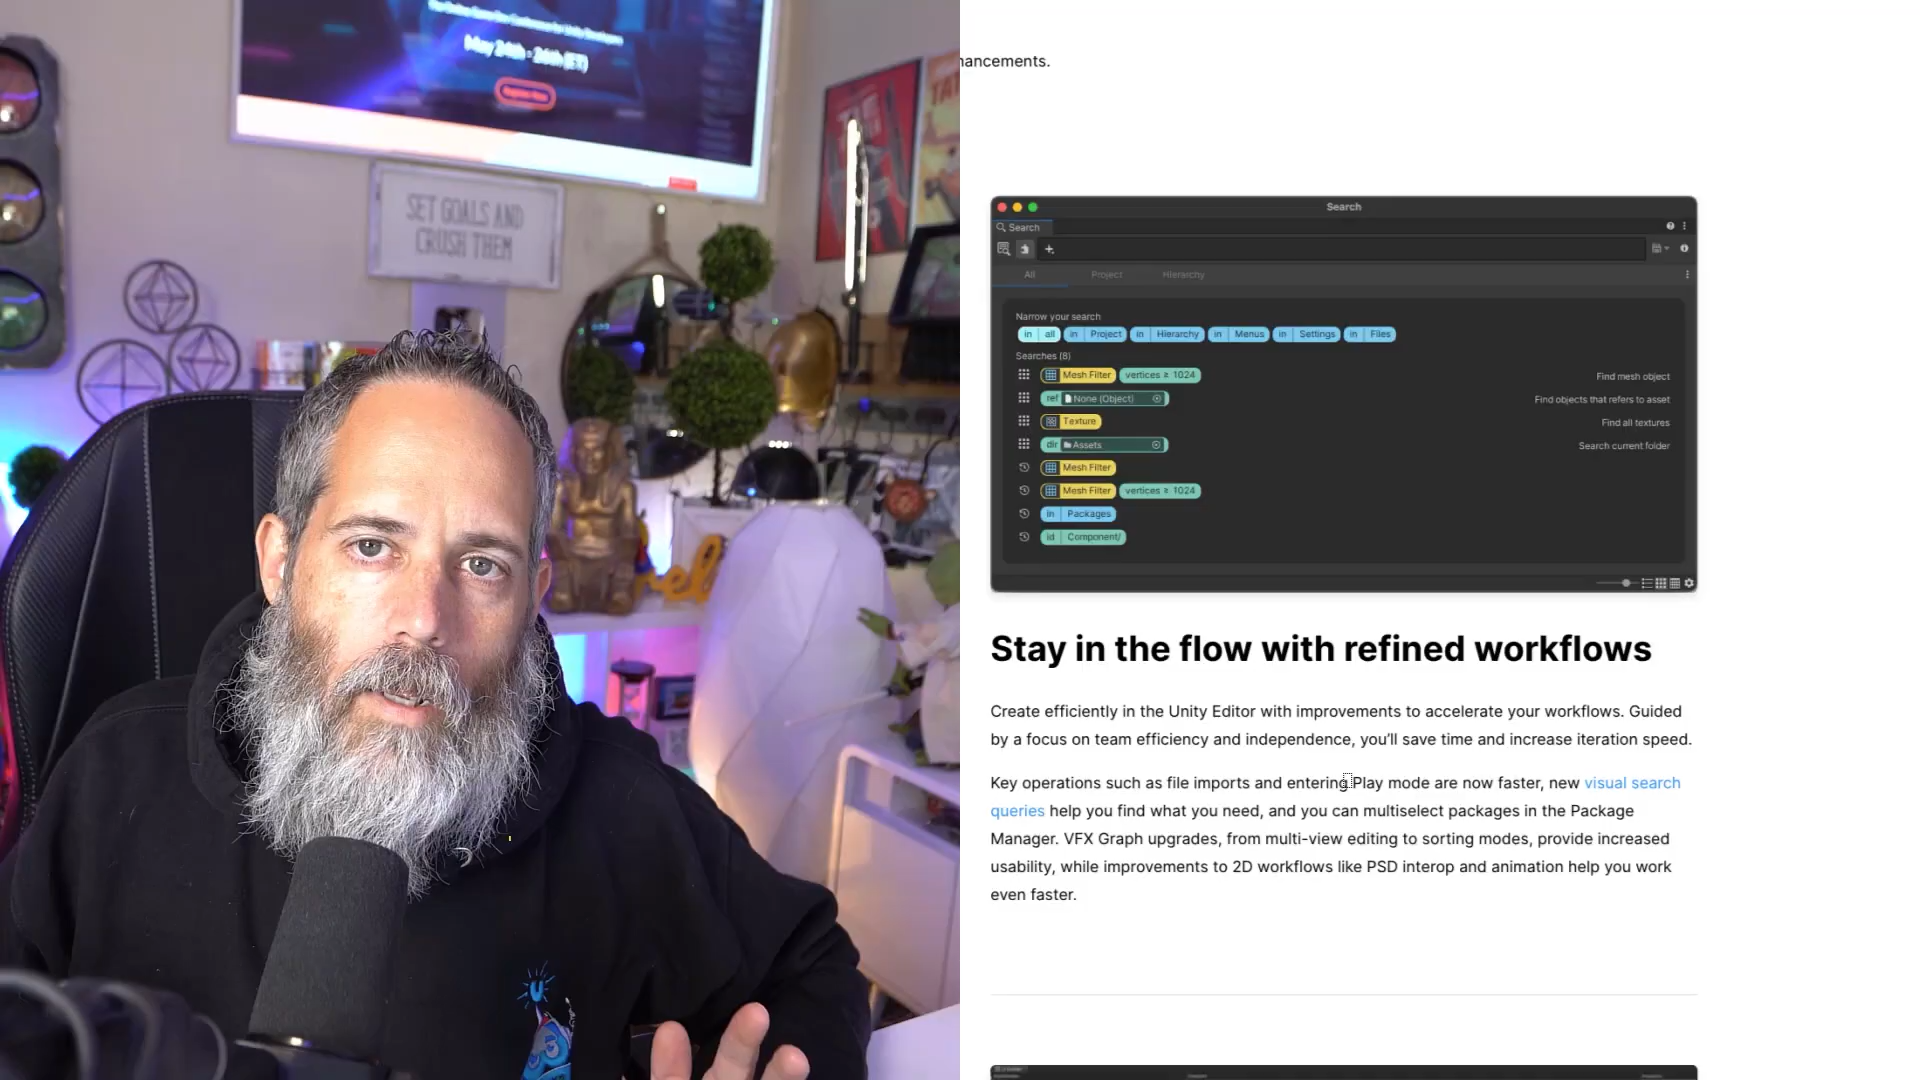 May 24th - 26th (ET)
Register Now
SET GOALS AND
CRUSH THEM
nancements.
Search
Search
All Project Hierarchy
Narrow your search
in all in Project in Hierarchy in Menus in Settings in Files
Searches (8)
Mesh Filter vertices ≥ 1024 Find mesh object
ref None (Object) Find objects that refers to asset
Texture Find all textures
dir Assets Search current folder
Mesh Filter
Mesh Filter vertices ≥ 1024
in Packages
id Component/
Stay in the flow with refined workflows
Create efficiently in the Unity Editor with improvements to accelerate your workflows. Guided
by a focus on team efficiency and independence, you’ll save time and increase iteration speed.
Key operations such as file imports and entering Play mode are now faster, new visual search
queries help you find what you need, and you can multiselect packages in the Package
Manager. VFX Graph upgrades, from multi-view editing to sorting modes, provide increased
usability, while improvements to 2D workflows like PSD interop and animation help you work
even faster.